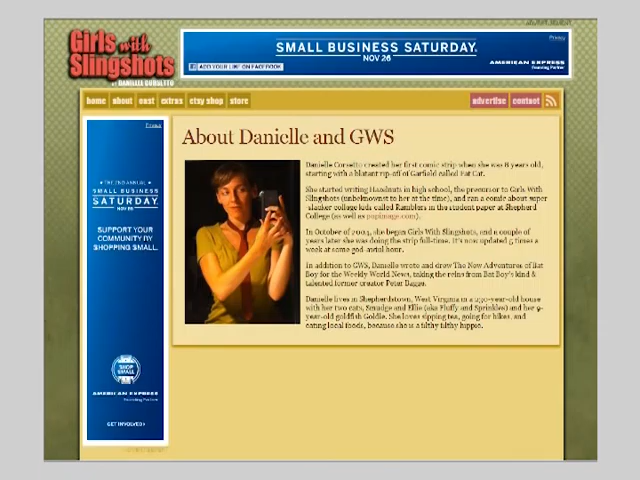 Girls with
Slingshots
BY DANIELLE CORSETTO
Privacy
SMALL BUSINESS SATURDAY.
NOV 26
ADD YOUR LINK ON FACEBOOK
AMERICAN EXPRESS
Founding Partner
home about cast extras etsy shop store advertise contact
Privacy
THE 2ND ANNUAL
SMALL BUSINESS
SATURDAY
NOV 26
SUPPORT YOUR
COMMUNITY BY
SHOPPING SMALL.
SHOP
SMALL
AMERICAN EXPRESS
Founding Partner
GET INVOLVED
About Danielle and GWS
Danielle Corsetto created her first comic strip when she was 8 years old,
starting with a blatant rip-off of Garfield called Fat Cat.
She started writing Hazelnuts in high school, the precursor to Girls With
Slingshots (unbeknownst to her at the time), and ran a comic about super
-slacker college kids called Ramblers in the student paper at Shepherd
College (as well as
In October of 2004, she began Girls With Slingshots, and a couple of
years later she was doing the strip full-time. It's now updated 5 times a
week at some god-awful hour.
In addition to GWS, Danielle wrote and drew The New Adventures of Bat
Boy for the Weekly World News, taking the reins from Bat Boy's kind &
talented former creator Peter Bagge.
Danielle lives in Shepherdstown, West Virginia in a 230-year-old house
with her two cats, Smudge and Ellie (aka Fluffy and Sprinkles) and her 9-
year-old goldfish Goldie. She loves sipping tea, going for hikes, and
eating local foods, because she is a filthy filthy hippie.